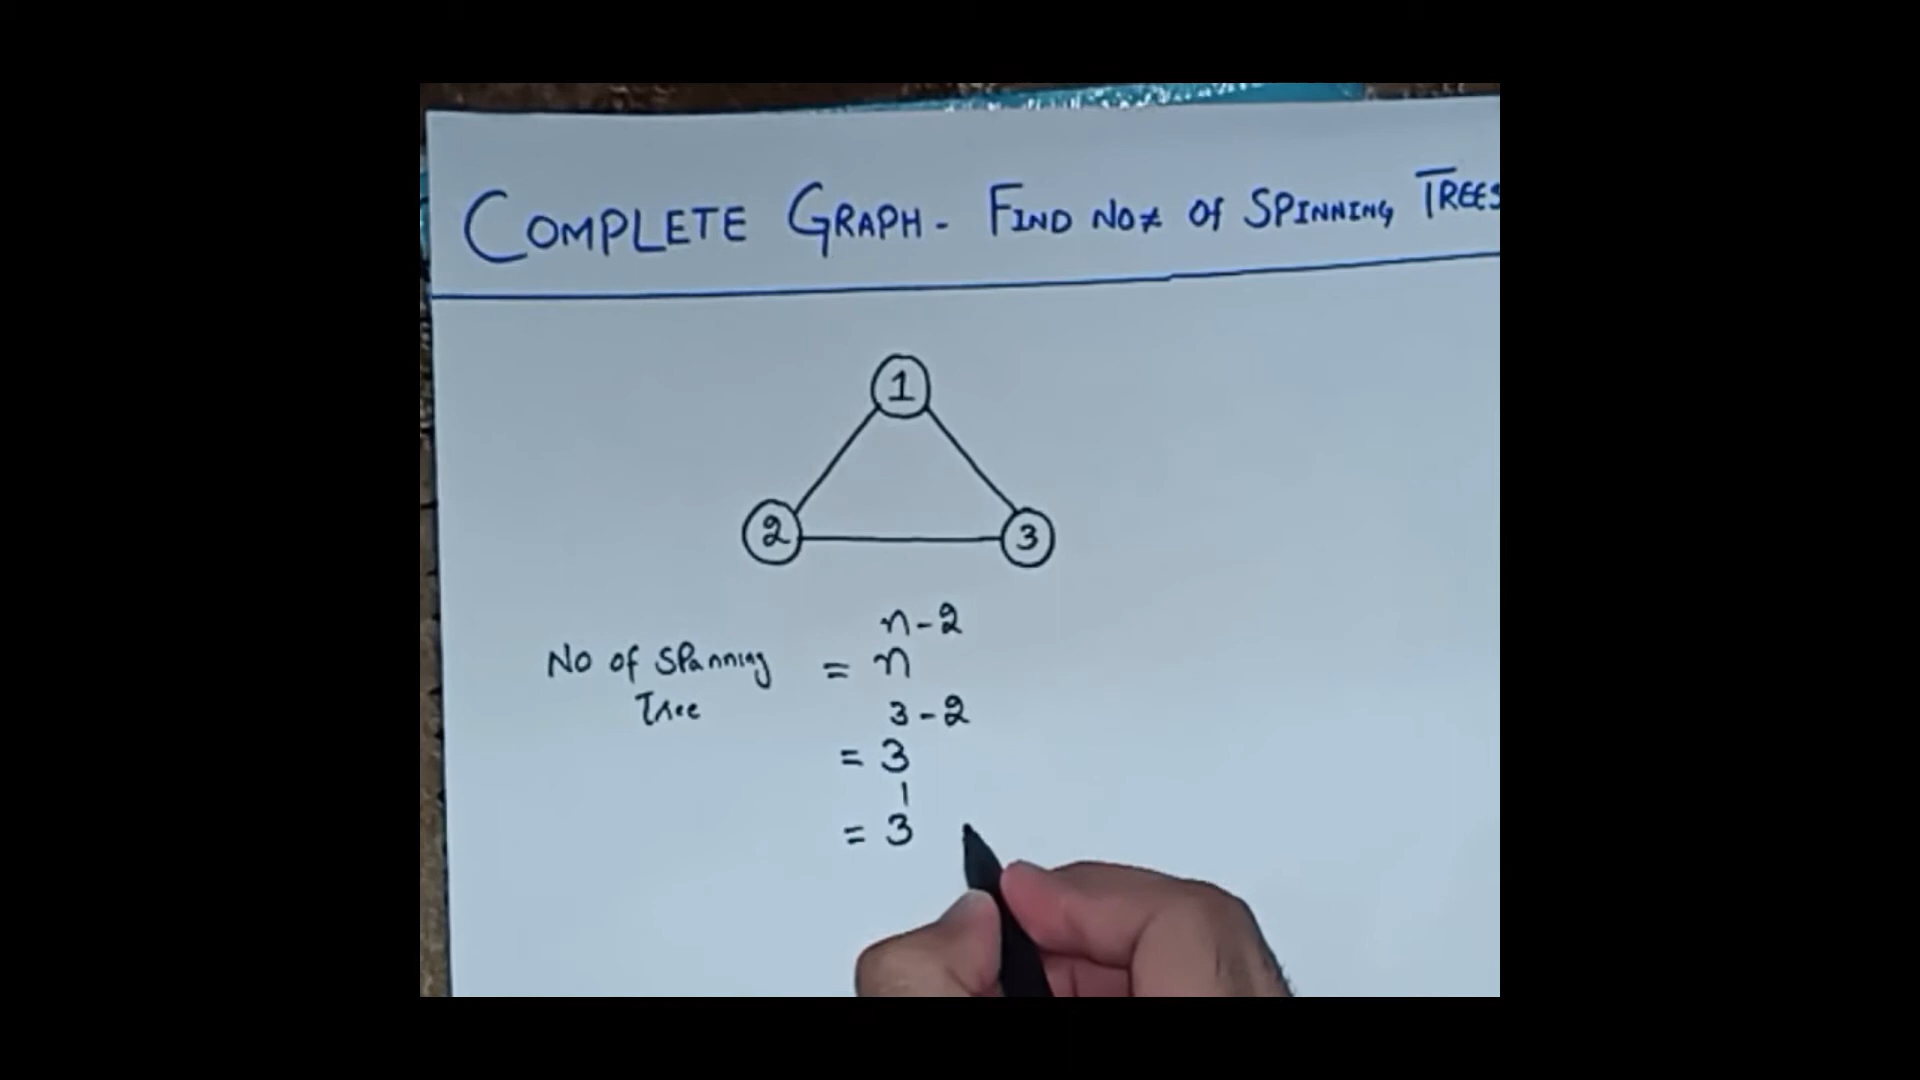 COMPLETE GRAPH - FIND NO≠ Of SPINNING TREES
1
2 3
n-2
No of Spanning = n
Tree 3-2
= 3
1
= 3